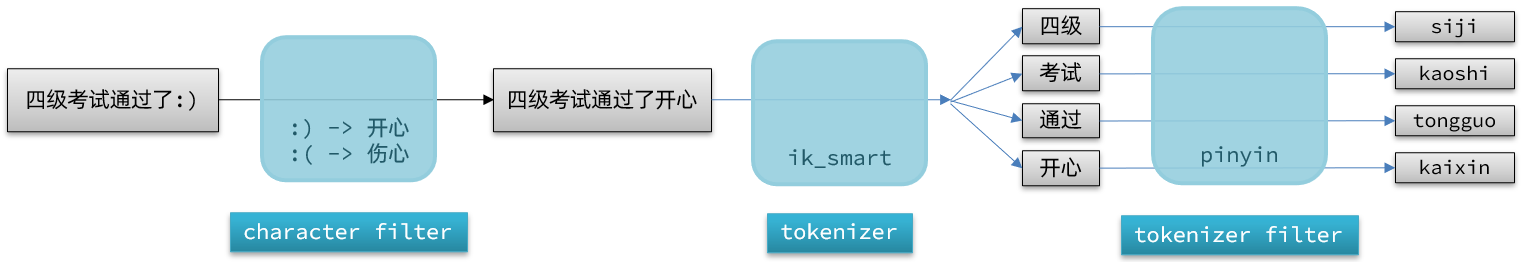 四级考试通过了:)
:) -> 开心
:( -> 伤心
character filter
四级考试通过了开心
ik_smart
tokenizer
四级
考试
通过
开心
pinyin
tokenizer filter
siji
kaoshi
tongguo
kaixin